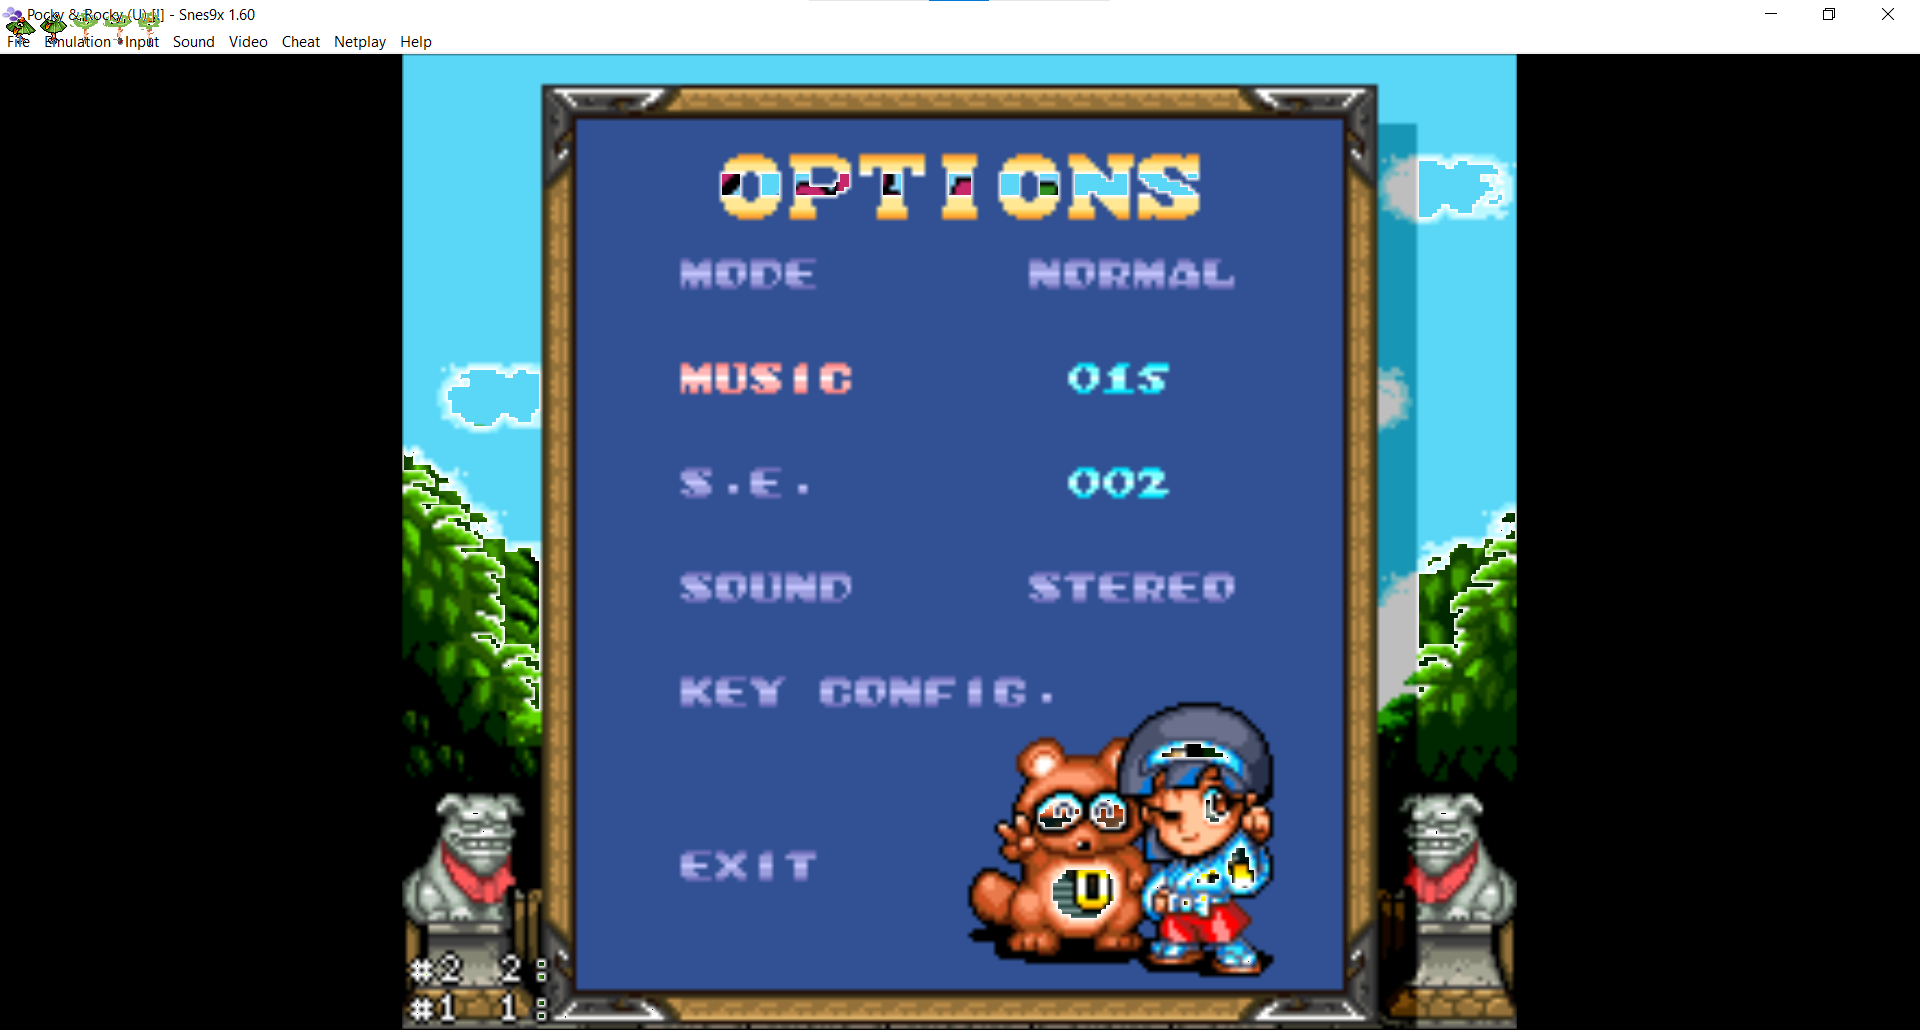 Pocky & Rocky (U) [!] - Snes9x 1.60
File Emulation Input Sound Video Cheat Netplay Help
OPTIONS
MODE NORMAL
MUSIC 015
S.E. 002
SOUND STEREO
KEY CONFIG.
EXIT
#2 2:
#1 1: